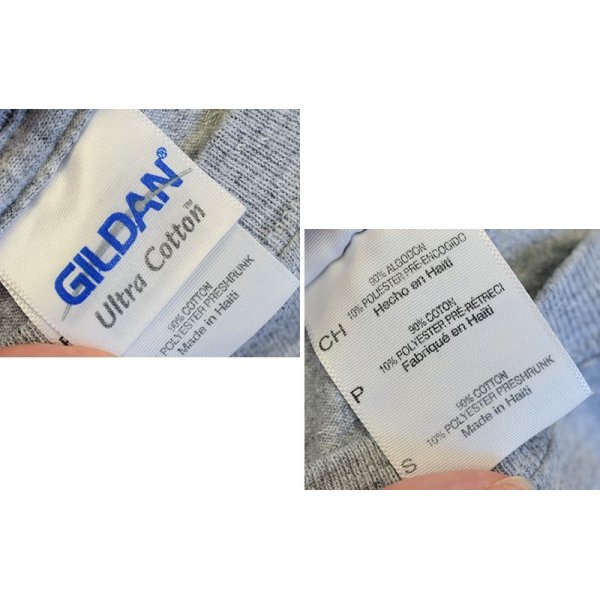 GILDAN®
Ultra Cotton™
90% COTTON
POLYESTER PRESHRUNK
Made in Haiti
90% ALGODON
10% POLYESTER PRE-ENCOGIDO
Hecho en Haiti
CH
90% COTON
10% POLYESTER PRÉ-RÉTRECI
Fabriqué en Haïti
P
90% COTTON
10% POLYESTER PRESHRUNK
Made in Haiti
S